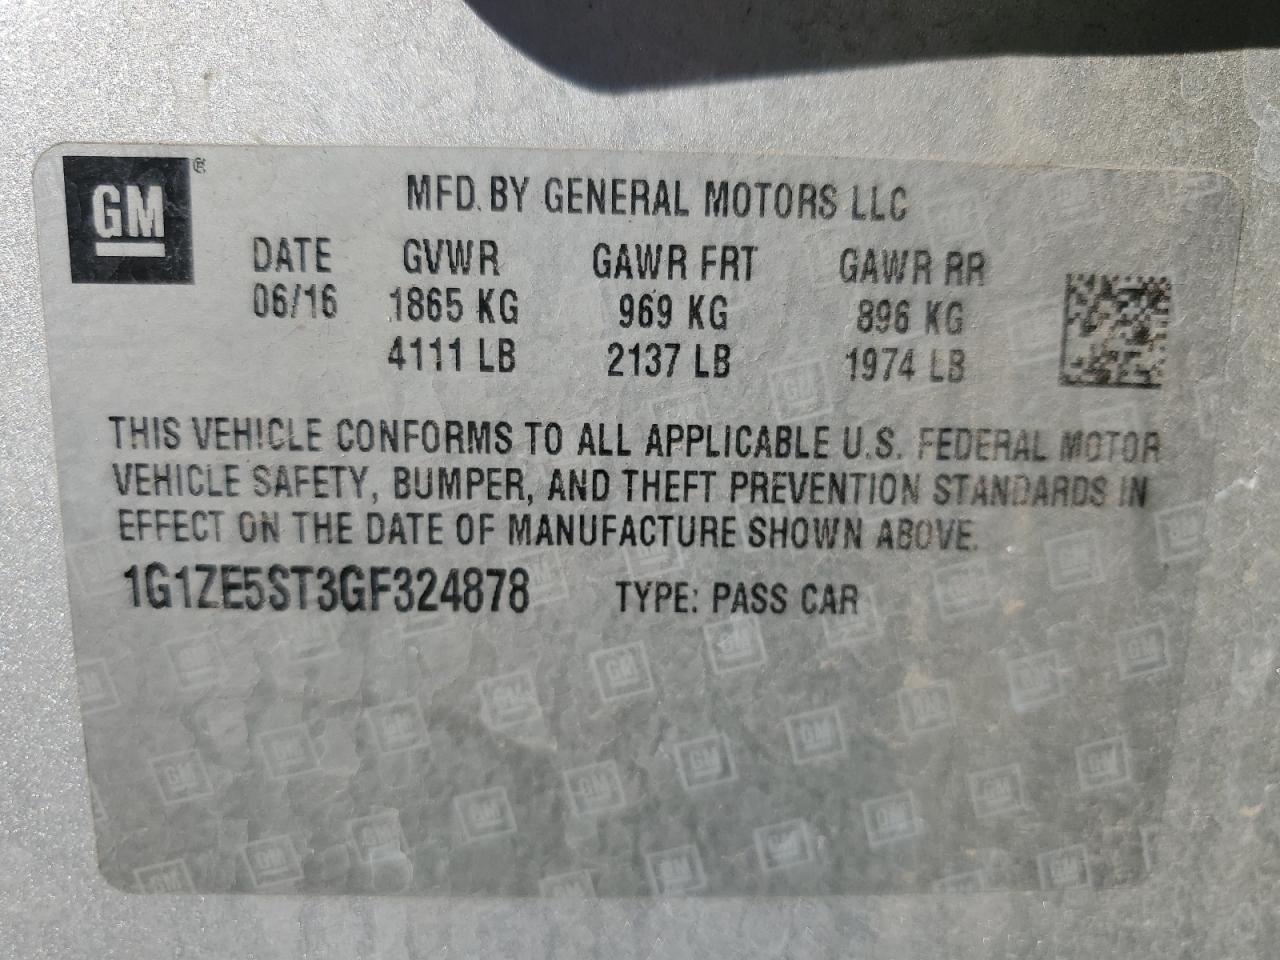 GM®
MFD. BY GENERAL MOTORS LLC
DATE GVWR GAWR FRT GAWR RR
06/16 1865 KG 969 KG 896 KG
4111 LB 2137 LB 1974 LB
THIS VEHICLE CONFORMS TO ALL APPLICABLE U.S. FEDERAL MOTOR
VEHICLE SAFETY, BUMPER, AND THEFT PREVENTION STANDARDS IN
EFFECT ON THE DATE OF MANUFACTURE SHOWN ABOVE.
1G1ZE5ST3GF324878 TYPE: PASS CAR